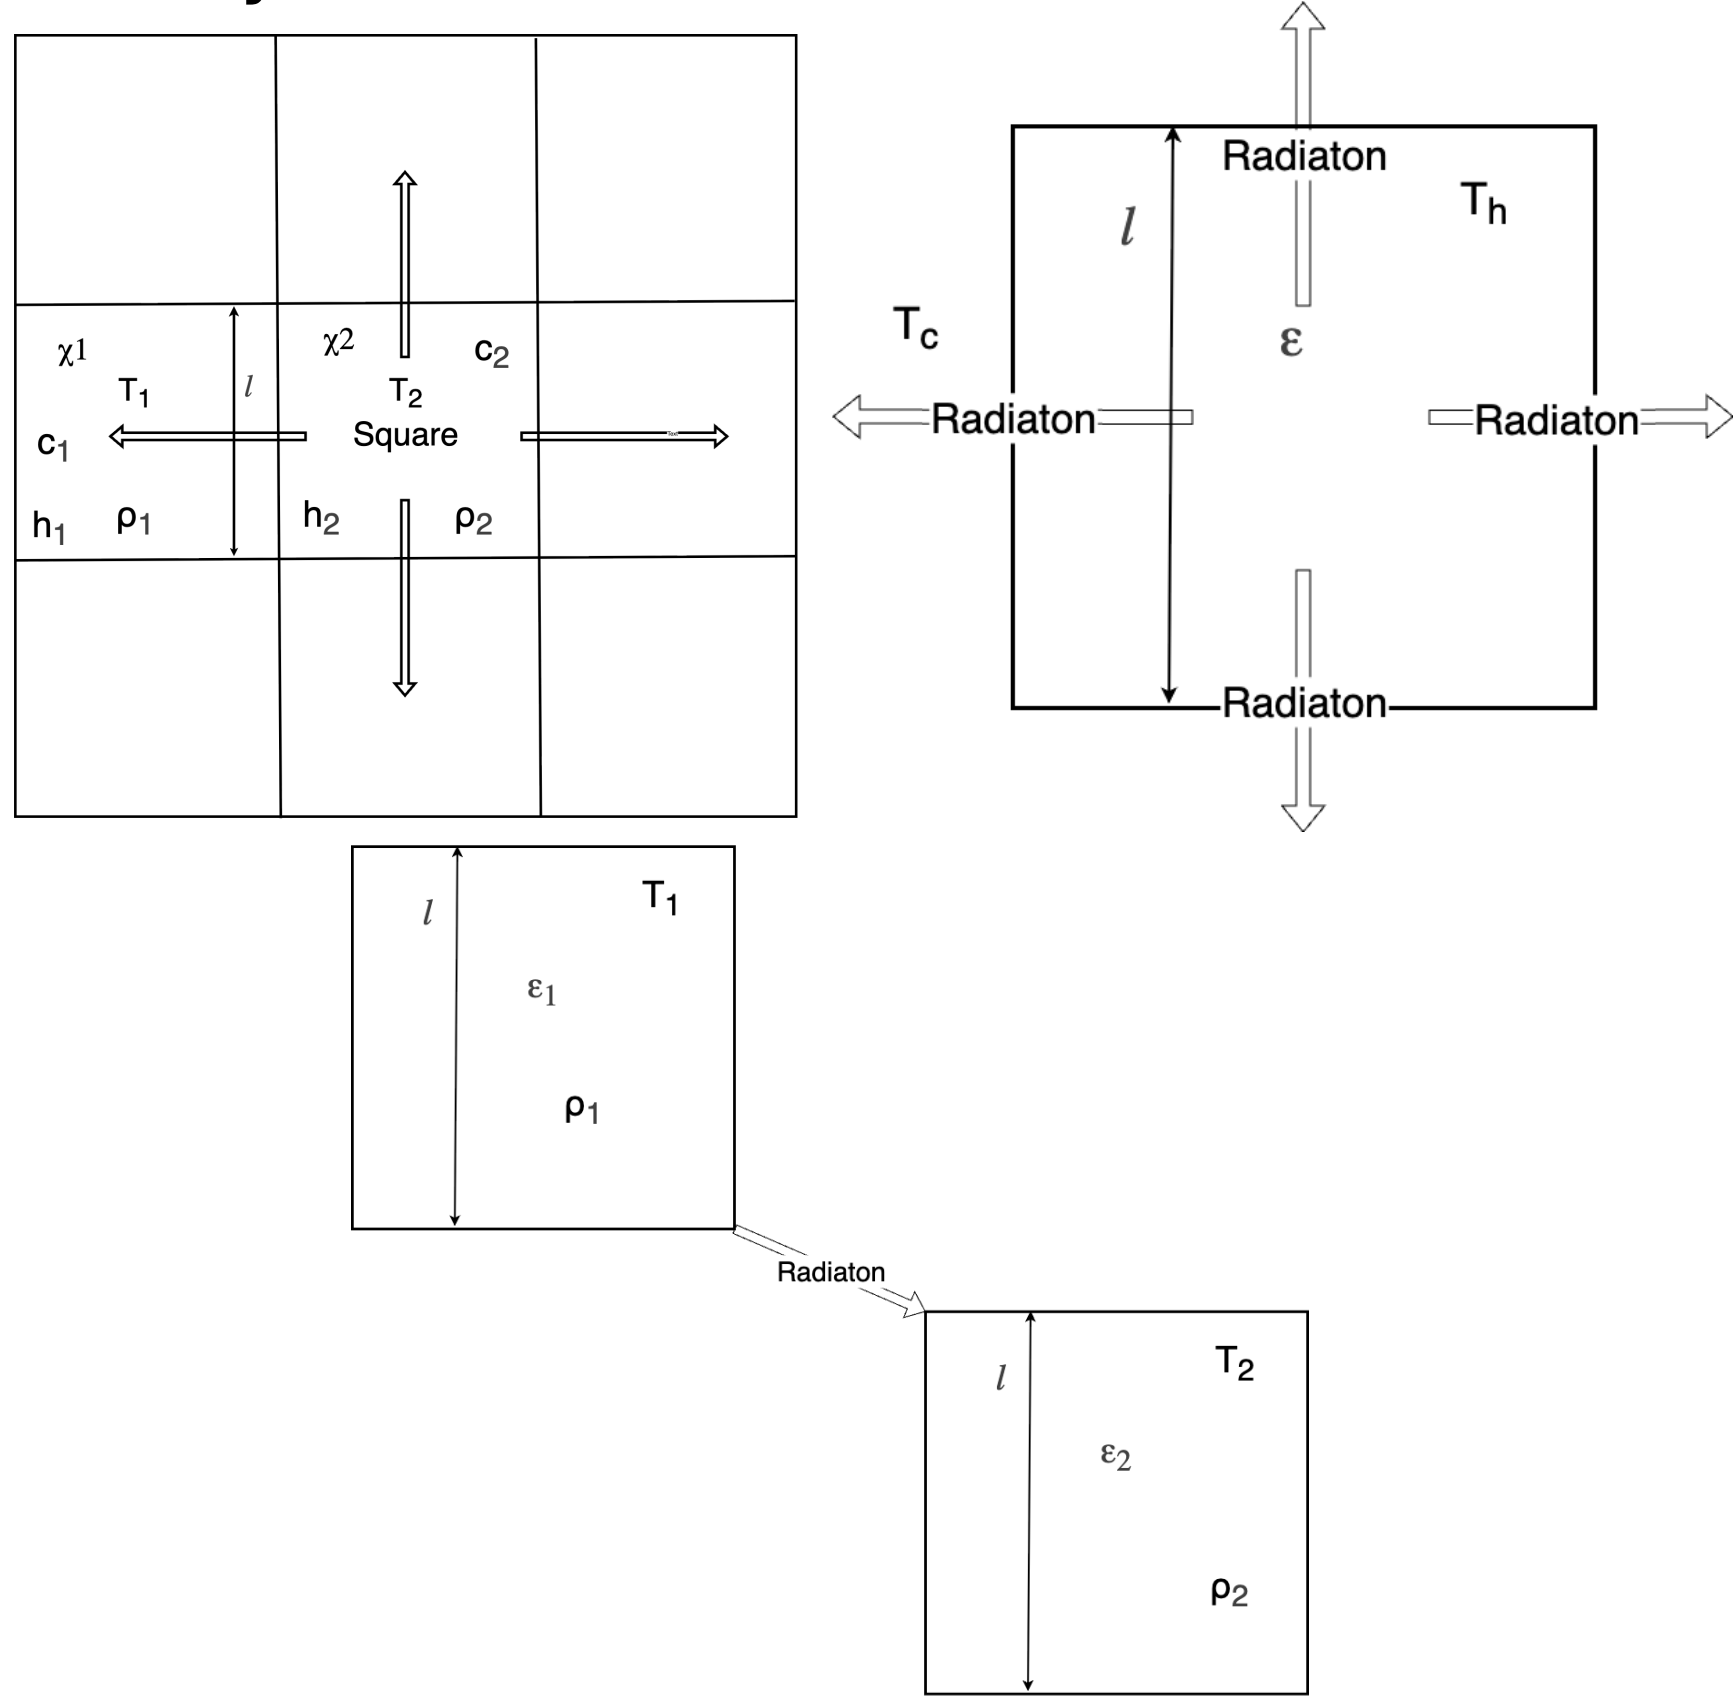 χ1
χ2
c2
T1
l
T2
c1
Square
h1
ρ1
h2
ρ2
Radiaton
Th
l
Tc
ε
Radiaton
Radiaton
Radiaton
T1
l
ε1
ρ1
Radiaton
T2
l
ε2
ρ2